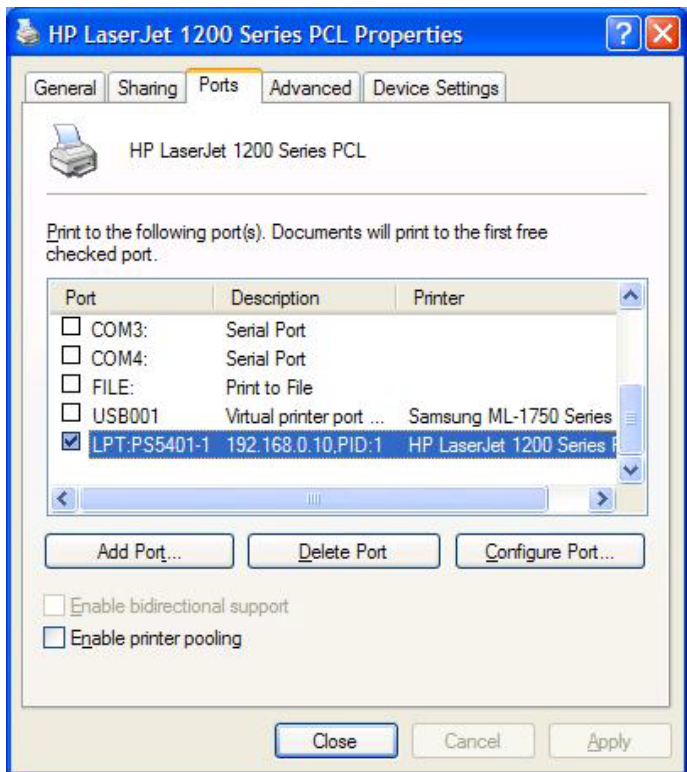 HP LaserJet 1200 Series PCL Properties
General Sharing Ports Advanced Device Settings
HP LaserJet 1200 Series PCL
Print to the following port(s). Documents will print to the first free
checked port.
Port Description Printer
COM3: Serial Port
COM4: Serial Port
FILE: Print to File
USB001 Virtual printer port ... Samsung ML-1750 Series
LPT:PS5401-1 192.168.0.10,PID:1 HP LaserJet 1200 Series
Add Port... Delete Port Configure Port...
Enable bidirectional support
Enable printer pooling
Close Cancel Apply